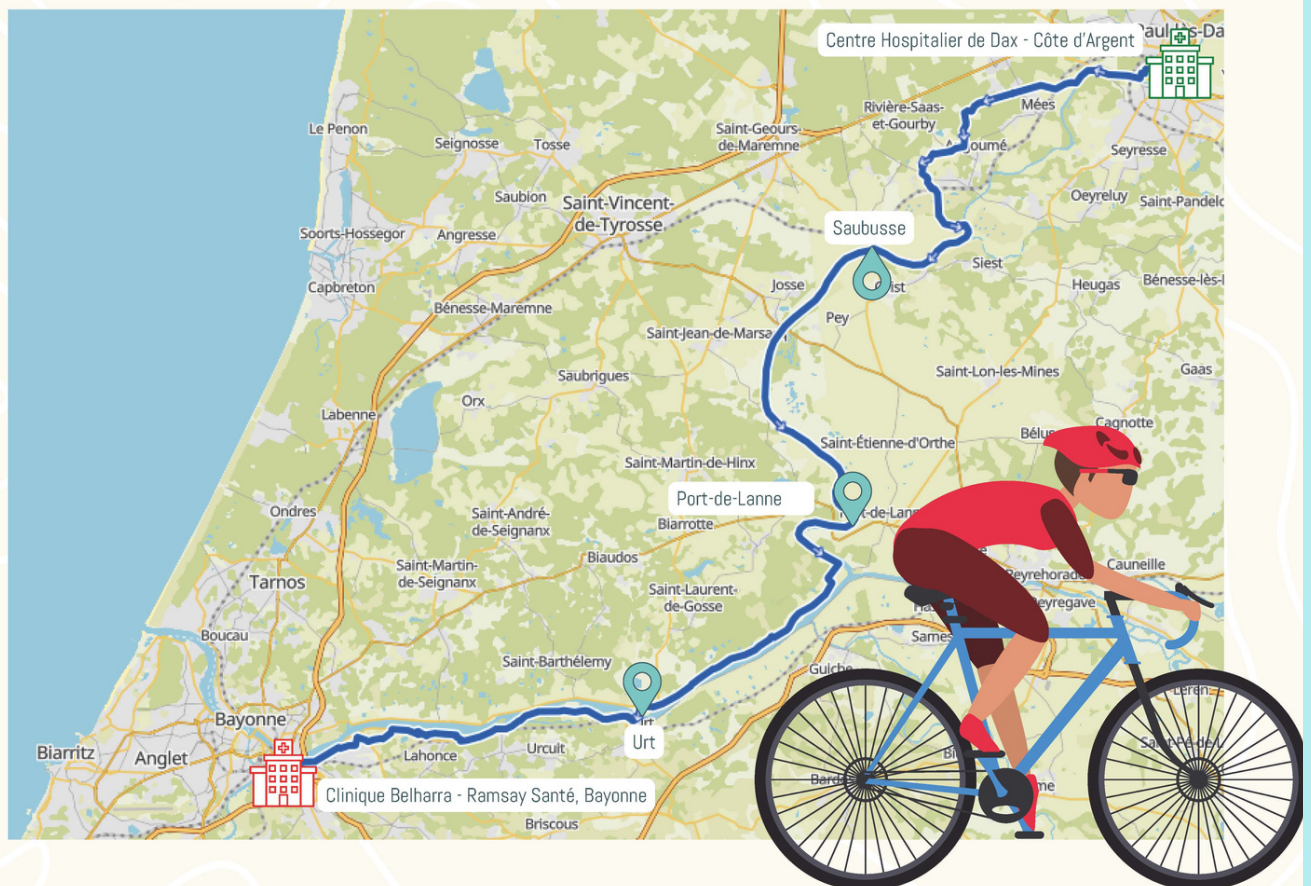 Centre Hospitalier de Dax - Côte d'Argent
Mées
Rivière-Saas-
et-Gourby
Le Penon
Seignosse
Tosse
Saint-Geours-
de-Maremne
Seyresse
Saubion
Saint-Vincent-
de-Tyrosse
Oeyreluy
Soorts-Hossegor
Angresse
Saubusse
Siest
Capbreton
Josse
Heugas
Bénesse-Maremne
Pey
Saint-Jean-de-Marsa
Saubrigues
Saint-Lon-les-Mines
Gaas
Labenne
Orx
Cagnotte
Saint-Étienne-d'Orthe
Bélus
Saint-Martin-de-Hinx
Port-de-Lanne
Ondres
Saint-André-
de-Seignanx
Biarrotte
Biaudos
Saint-Martin-
de-Seignanx
Cauneille
Tarnos
Saint-Laurent-
de-Gosse
Boucau
Sames
Saint-Barthélemy
Guiche
Leren
Bayonne
Urt
Biarritz
Anglet
Lahonce
Urcuit
Clinique Belharra - Ramsay Santé, Bayonne
Briscous